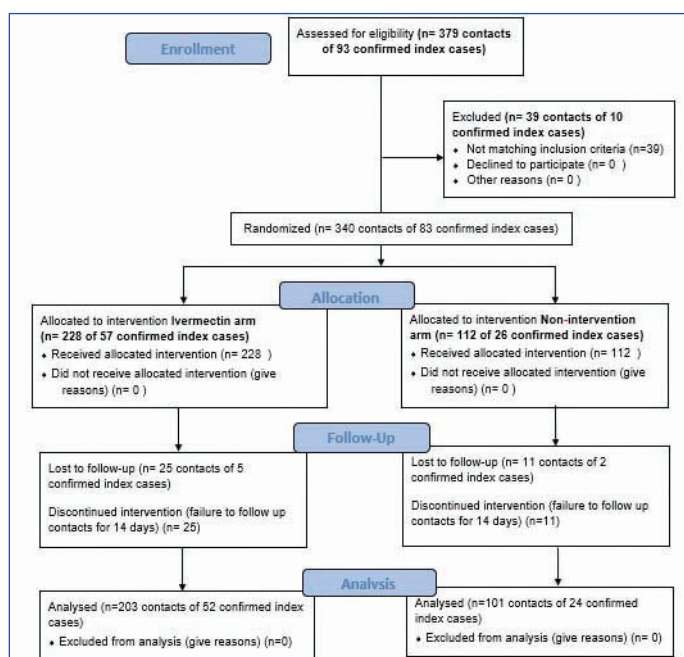 Enrollment
Assessed for eligibility (n= 379 contacts
of 93 confirmed index cases)
Excluded (n= 39 contacts of 10
confirmed index cases)
♦ Not matching inclusion criteria (n=39)
♦ Declined to participate (n= 0 )
♦ Other reasons (n= 0 )
Randomized (n= 340 contacts of 83 confirmed index cases)
Allocation
Allocated to intervention Ivermectin arm
(n= 228 of 57 confirmed index cases)
♦ Received allocated intervention (n= 228 )
♦ Did not receive allocated intervention (give
reasons) (n= 0 )
Allocated to intervention Non-intervention
arm (n= 112 of 26 confirmed index cases)
♦ Received allocated intervention (n= 112 )
♦ Did not receive allocated intervention (give
reasons) (n= 0 )
Follow-Up
Lost to follow-up (n= 25 contacts of 5
confirmed index cases)
Discontinued intervention (failure to follow up
contacts for 14 days) (n= 25)
Lost to follow-up (n= 11 contacts of 2
confirmed index cases)
Discontinued intervention (failure to follow up
contacts for 14 days) (n=11)
Analysis
Analysed (n=203 contacts of 52 confirmed index
cases)
♦ Excluded from analysis (give reasons) (n=0)
Analysed (n=101 contacts of 24 confirmed
index cases)
♦ Excluded from analysis (give reasons) (n= 0)